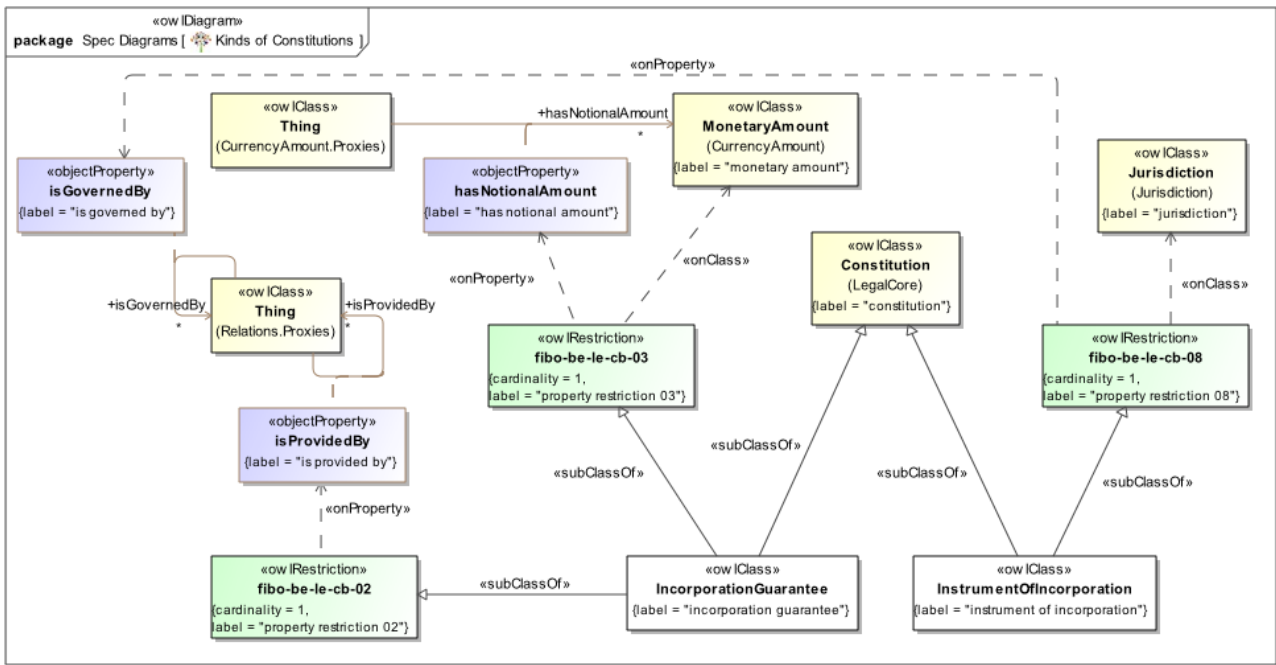 «owlDiagram»
package Spec Diagrams [ Kinds of Constitutions ]
«onProperty»
«owlClass»
Thing
(CurrencyAmount.Proxies)
+hasNotionalAmount
*
«owlClass»
MonetaryAmount
(CurrencyAmount)
{label = "monetary amount"}
«owlClass»
Jurisdiction
(Jurisdiction)
{label = "jurisdiction"}
«objectProperty»
isGovernedBy
{label = "is governed by"}
«objectProperty»
hasNotionalAmount
{label = "has notional amount"}
«owlClass»
Constitution
(LegalCore)
{label = "constitution"}
«onProperty»
«onClass»
«onClass»
+isGovernedBy
*
«owlClass»
Thing
(Relations.Proxies)
+isProvidedBy
*
«owlRestriction»
fibo-be-le-cb-03
{cardinality = 1,
label = "property restriction 03"}
«owlRestriction»
fibo-be-le-cb-08
{cardinality = 1,
label = "property restriction 08"}
«objectProperty»
isProvidedBy
{label = "is provided by"}
«subClassOf»
«subClassOf»
«subClassOf»
«subClassOf»
«onProperty»
«owlRestriction»
fibo-be-le-cb-02
{cardinality = 1,
label = "property restriction 02"}
«subClassOf»
«owlClass»
IncorporationGuarantee
{label = "incorporation guarantee"}
«owlClass»
InstrumentOfIncorporation
{label = "instrument of incorporation"}